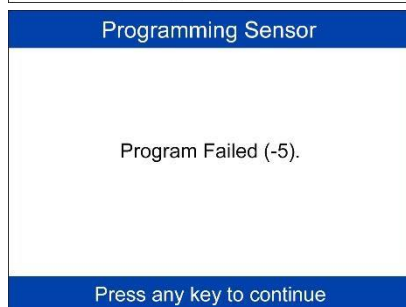 Programming Sensor
Program Failed (-5).
Press any key to continue